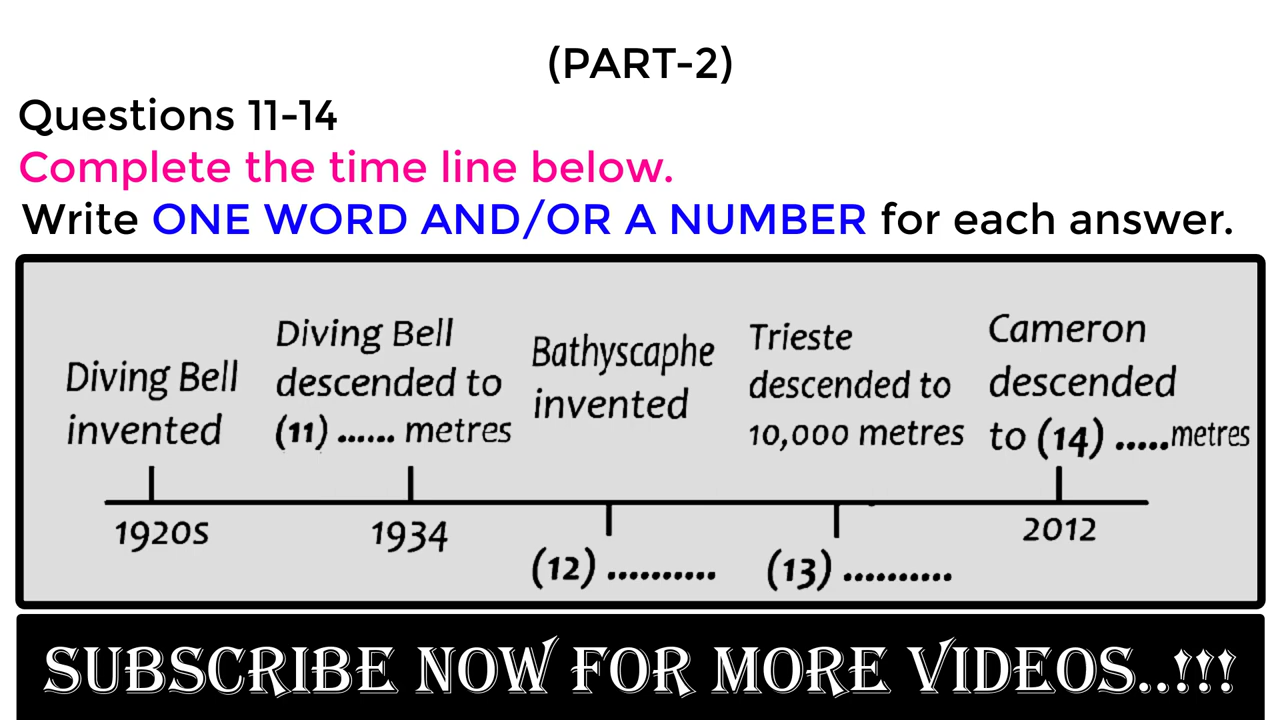 (PART-2)
Questions 11-14
Complete the time line below.
Write ONE WORD AND/OR A NUMBER for each answer.
Diving Bell
invented
1920s
Diving Bell
descended to
(11) ...... metres
1934
Bathyscaphe
invented
(12) ..........
Trieste
descended to
10,000 metres
(13) ..........
Cameron
descended
to (14) .....metres
2012
SUBSCRIBE NOW FOR MORE VIDEOS..!!!